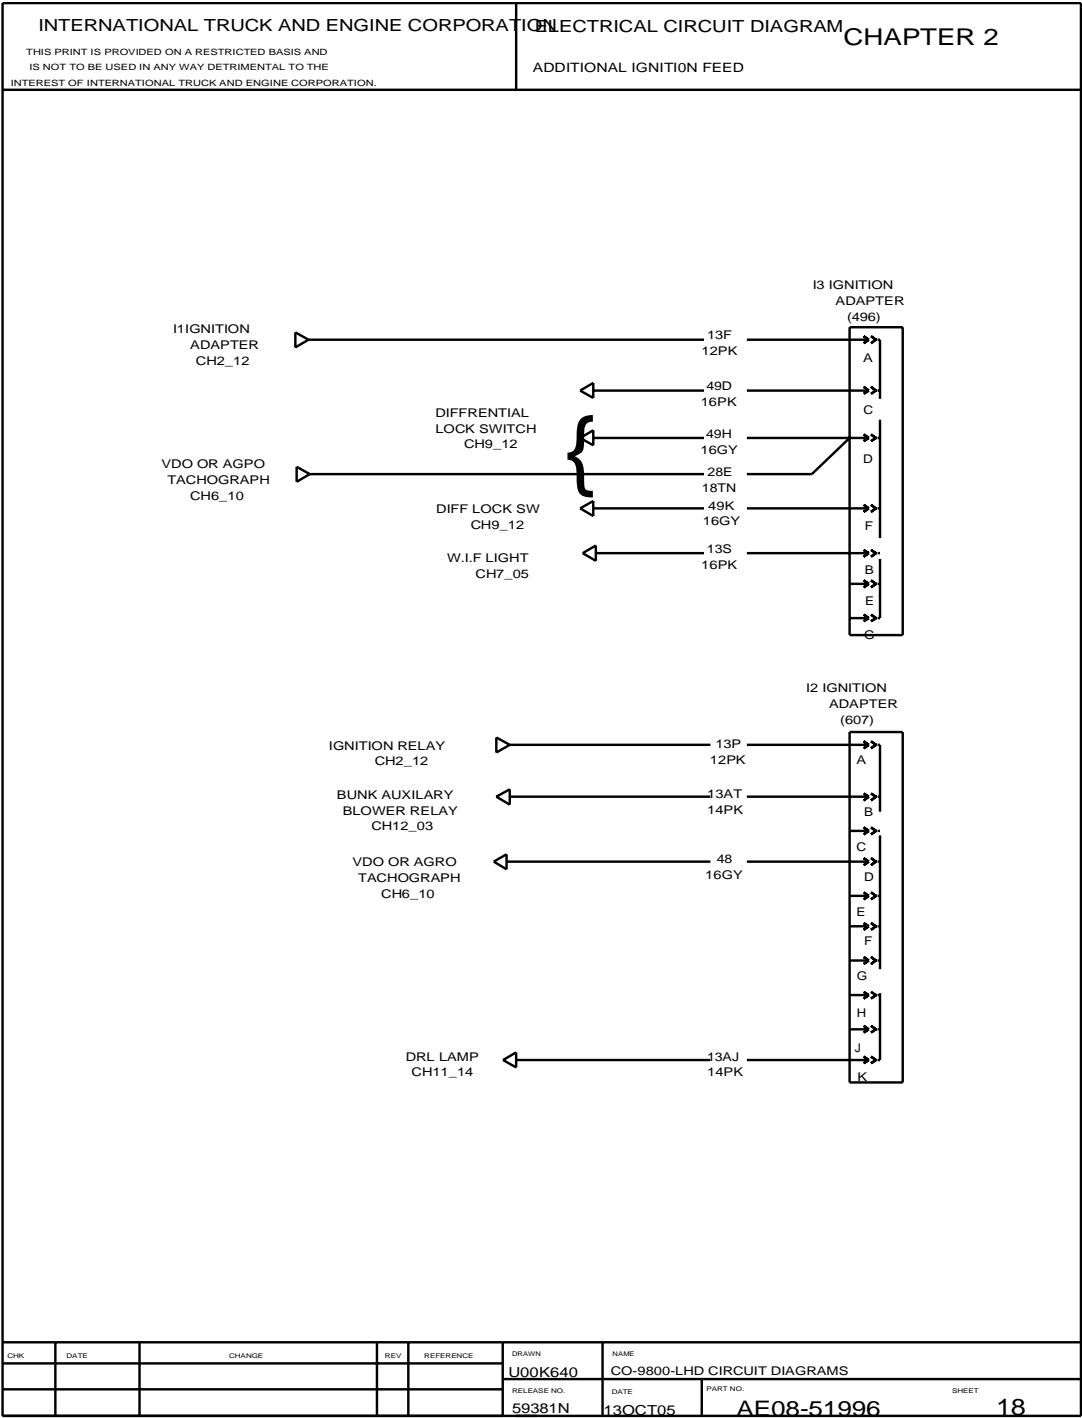 INTERNATIONAL TRUCK AND ENGINE CORPORATION
THIS PRINT IS PROVIDED ON A RESTRICTED BASIS AND
IS NOT TO BE USED IN ANY WAY DETRIMENTAL TO THE
INTEREST OF INTERNATIONAL TRUCK AND ENGINE CORPORATION.
ELECTRICAL CIRCUIT DIAGRAM
CHAPTER 2
ADDITIONAL IGNITI0N FEED
I3 IGNITION
ADAPTER
(496)
I1IGNITION
ADAPTER
CH2_12
13F
12PK
A
49D
16PK
C
DIFFRENTIAL
LOCK SWITCH
CH9_12
49H
16GY
D
VDO OR AGPO
TACHOGRAPH
CH6_10
28E
18TN
DIFF LOCK SW
CH9_12
49K
16GY
F
W.I.F LIGHT
CH7_05
13S
16PK
B
E
G
I2 IGNITION
ADAPTER
(607)
IGNITION RELAY
CH2_12
13P
12PK
A
BUNK AUXILARY
BLOWER RELAY
CH12_03
13AT
14PK
B
C
VDO OR AGRO
TACHOGRAPH
CH6_10
48
16GY
D
E
F
G
H
J
DRL LAMP
CH11_14
13AJ
14PK
K
CHK
DATE
CHANGE
REV
REFERENCE
DRAWN
U00K640
NAME
CO-9800-LHD CIRCUIT DIAGRAMS
RELEASE NO.
59381N
DATE
13OCT05
PART NO.
AE08-51996
SHEET
18